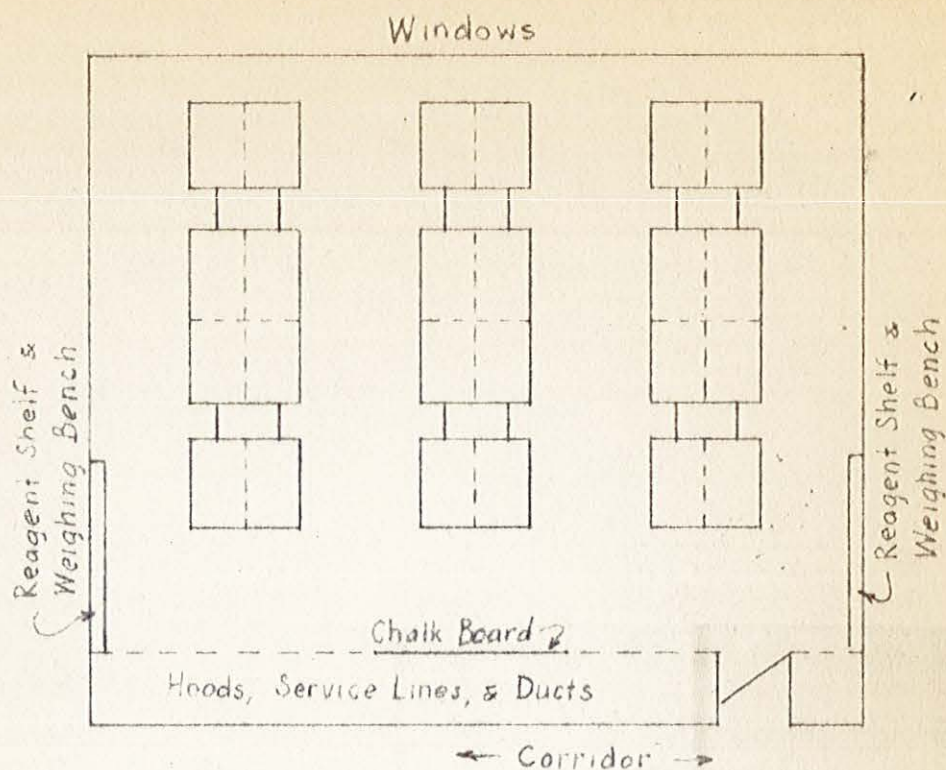 Windows
Reagent Shelf &
Weighing Bench
Reagent Shelf &
Weighing Bench
Chalk Board
Hoods, Service Lines, & Ducts
Corridor